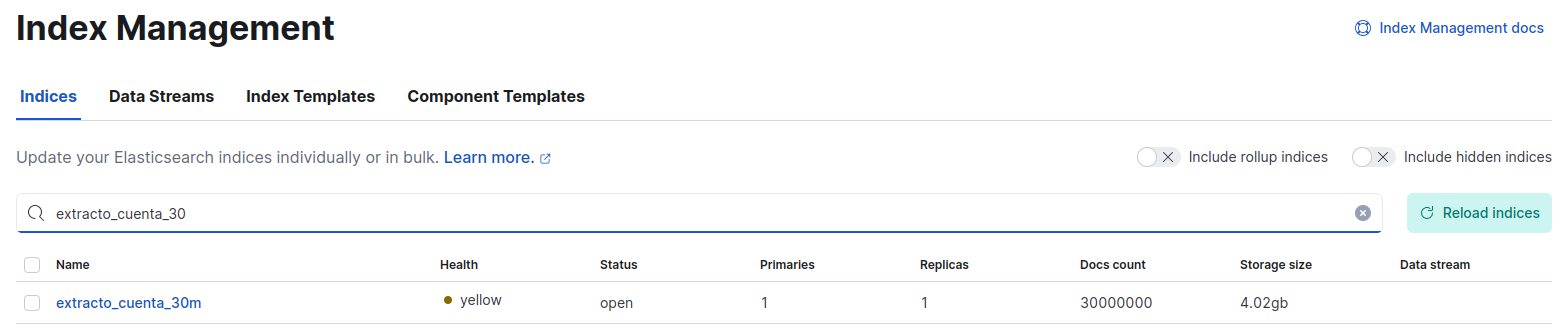 Index Management
Index Management docs
Indices Data Streams Index Templates Component Templates
Update your Elasticsearch indices individually or in bulk. Learn more.
Include rollup indices Include hidden indices
extracto_cuenta_30
Reload indices
Name Health Status Primaries Replicas Docs count Storage size Data stream
extracto_cuenta_30m yellow open 1 1 30000000 4.02gb